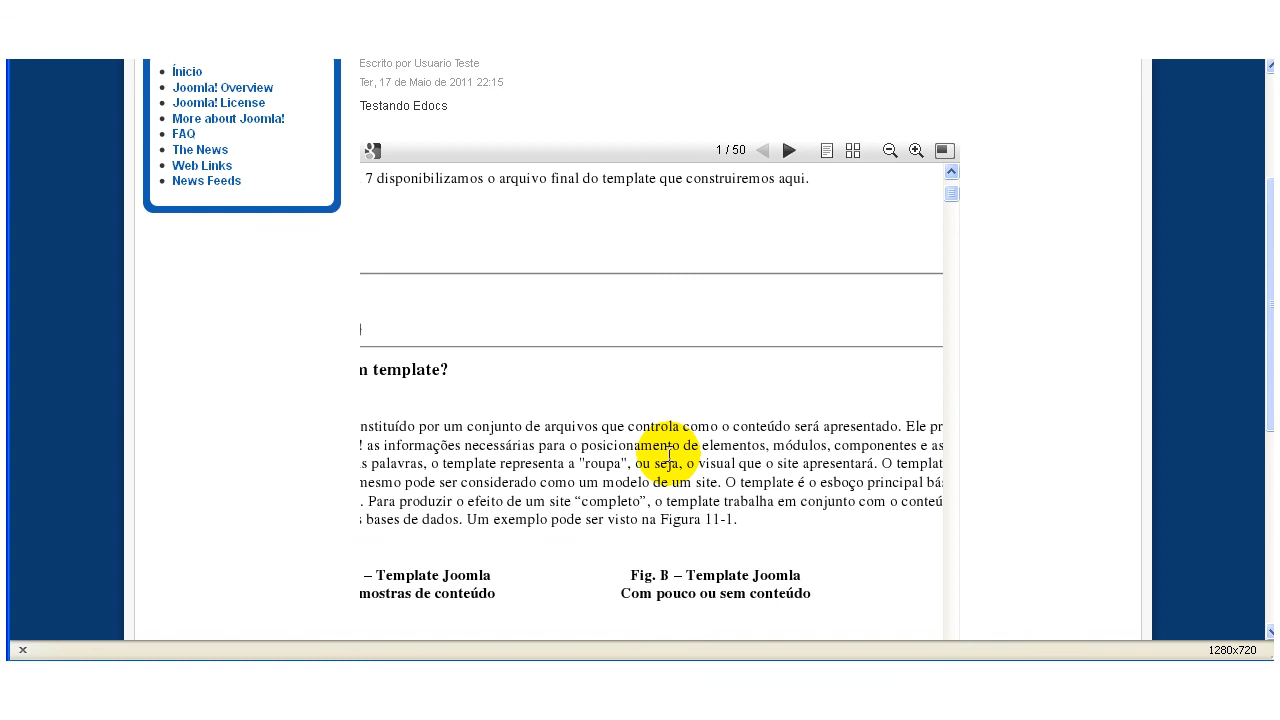 Ínicio
Joomla! Overview
Joomla! License
More about Joomla!
FAQ
The News
Web Links
News Feeds
Escrito por Usuario Teste
Ter, 17 de Maio de 2011 22:15
Testando Edocs
1 / 50
7 disponibilizamos o arquivo final do template que construiremos aqui.
template?
nstituído por um conjunto de arquivos que controla como o conteúdo será apresentado. Ele pr
! as informações necessárias para o posicionamento de elementos, módulos, componentes e as
s palavras, o template representa a "roupa", ou seja, o visual que o site apresentará. O templat
mesmo pode ser considerado como um modelo de um site. O template é o esboço principal bá
. Para produzir o efeito de um site “completo”, o template trabalha em conjunto com o conteú
s bases de dados. Um exemplo pode ser visto na Figura 11-1.
– Template Joomla
mostras de conteúdo
Fig. B – Template Joomla
Com pouco ou sem conteúdo
1280x720